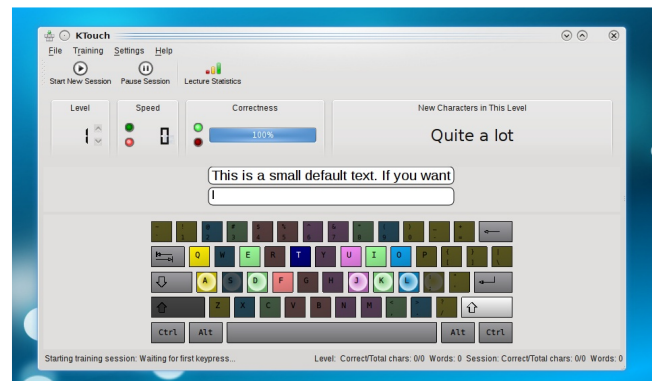 KTouch
File Training Settings Help
Start New Session Pause Session Lecture Statistics
Level Speed Correctness New Characters in This Level
1 0 100% Quite a lot
This is a small default text. If you want
Q W E R T Y U I O P
A S D F G H J K L
Z X C V B N M
Ctrl Alt Alt Ctrl
Starting training session: Waiting for first keypress... Level: Correct/Total chars: 0/0 Words: 0 Session: Correct/Total chars: 0/0 Words: 0